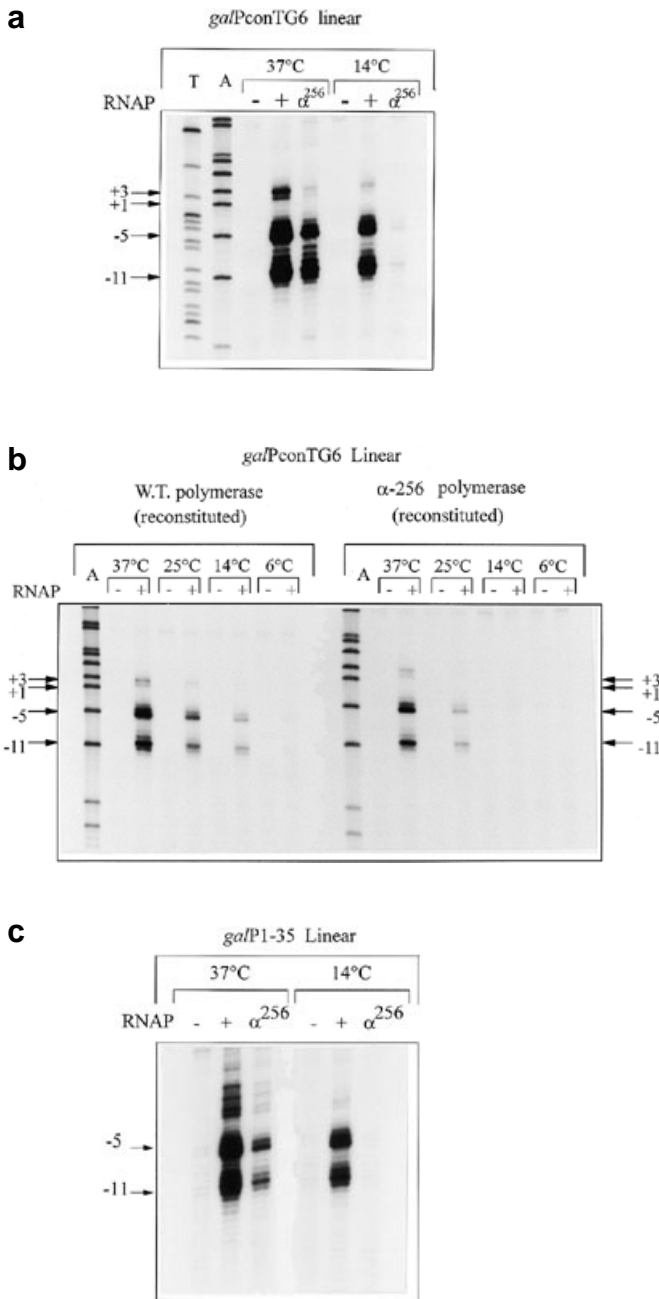 a
galPconTG6 linear
37°C 14°C
T A
RNAP - + α256 - + α256
+3
+1
-5
-11
b
galPconTG6 Linear
W.T. polymerase α-256 polymerase
(reconstituted) (reconstituted)
37°C 25°C 14°C 6°C 37°C 25°C 14°C 6°C
A A
RNAP - + - + - + - + - + - + - + - +
+3 +3
+1 +1
-5 -5
-11 -11
c
galP1-35 Linear
37°C 14°C
RNAP - + α256 - + α256
-5
-11